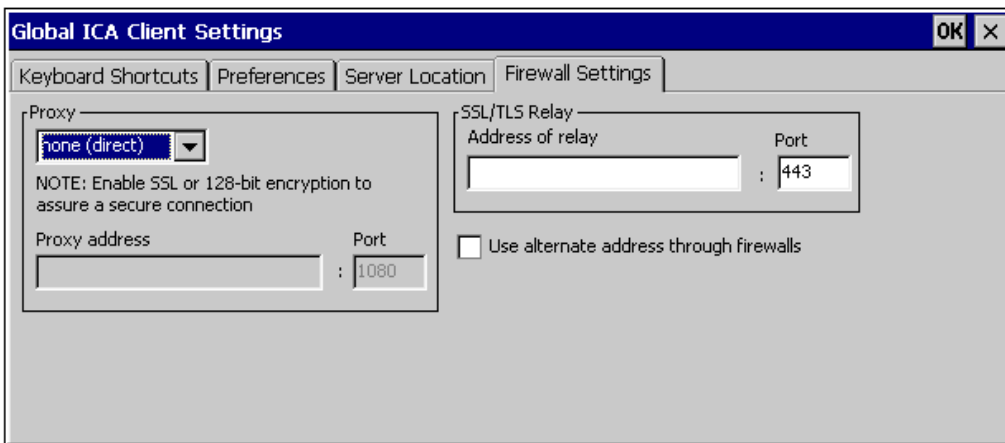 Global ICA Client Settings
OK ×
Keyboard Shortcuts Preferences Server Location Firewall Settings
Proxy
none (direct)
NOTE: Enable SSL or 128-bit encryption to
assure a secure connection
Proxy address Port
: 1080
SSL/TLS Relay
Address of relay Port
: 443
Use alternate address through firewalls